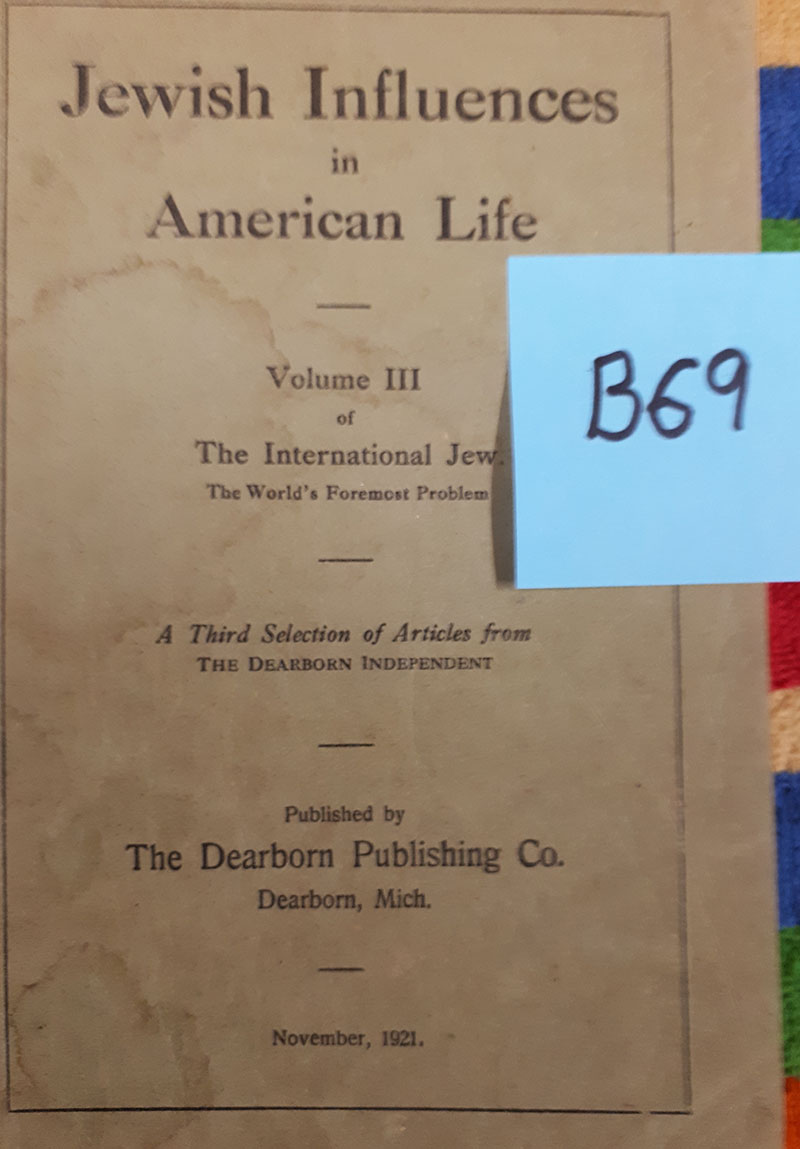 Jewish Influences
in
American Life
Volume III
of
The International Jew.
The World's Foremost Problem
A Third Selection of Articles from
THE DEARBORN INDEPENDENT
Published by
The Dearborn Publishing Co.
Dearborn, Mich.
November, 1921.
B69